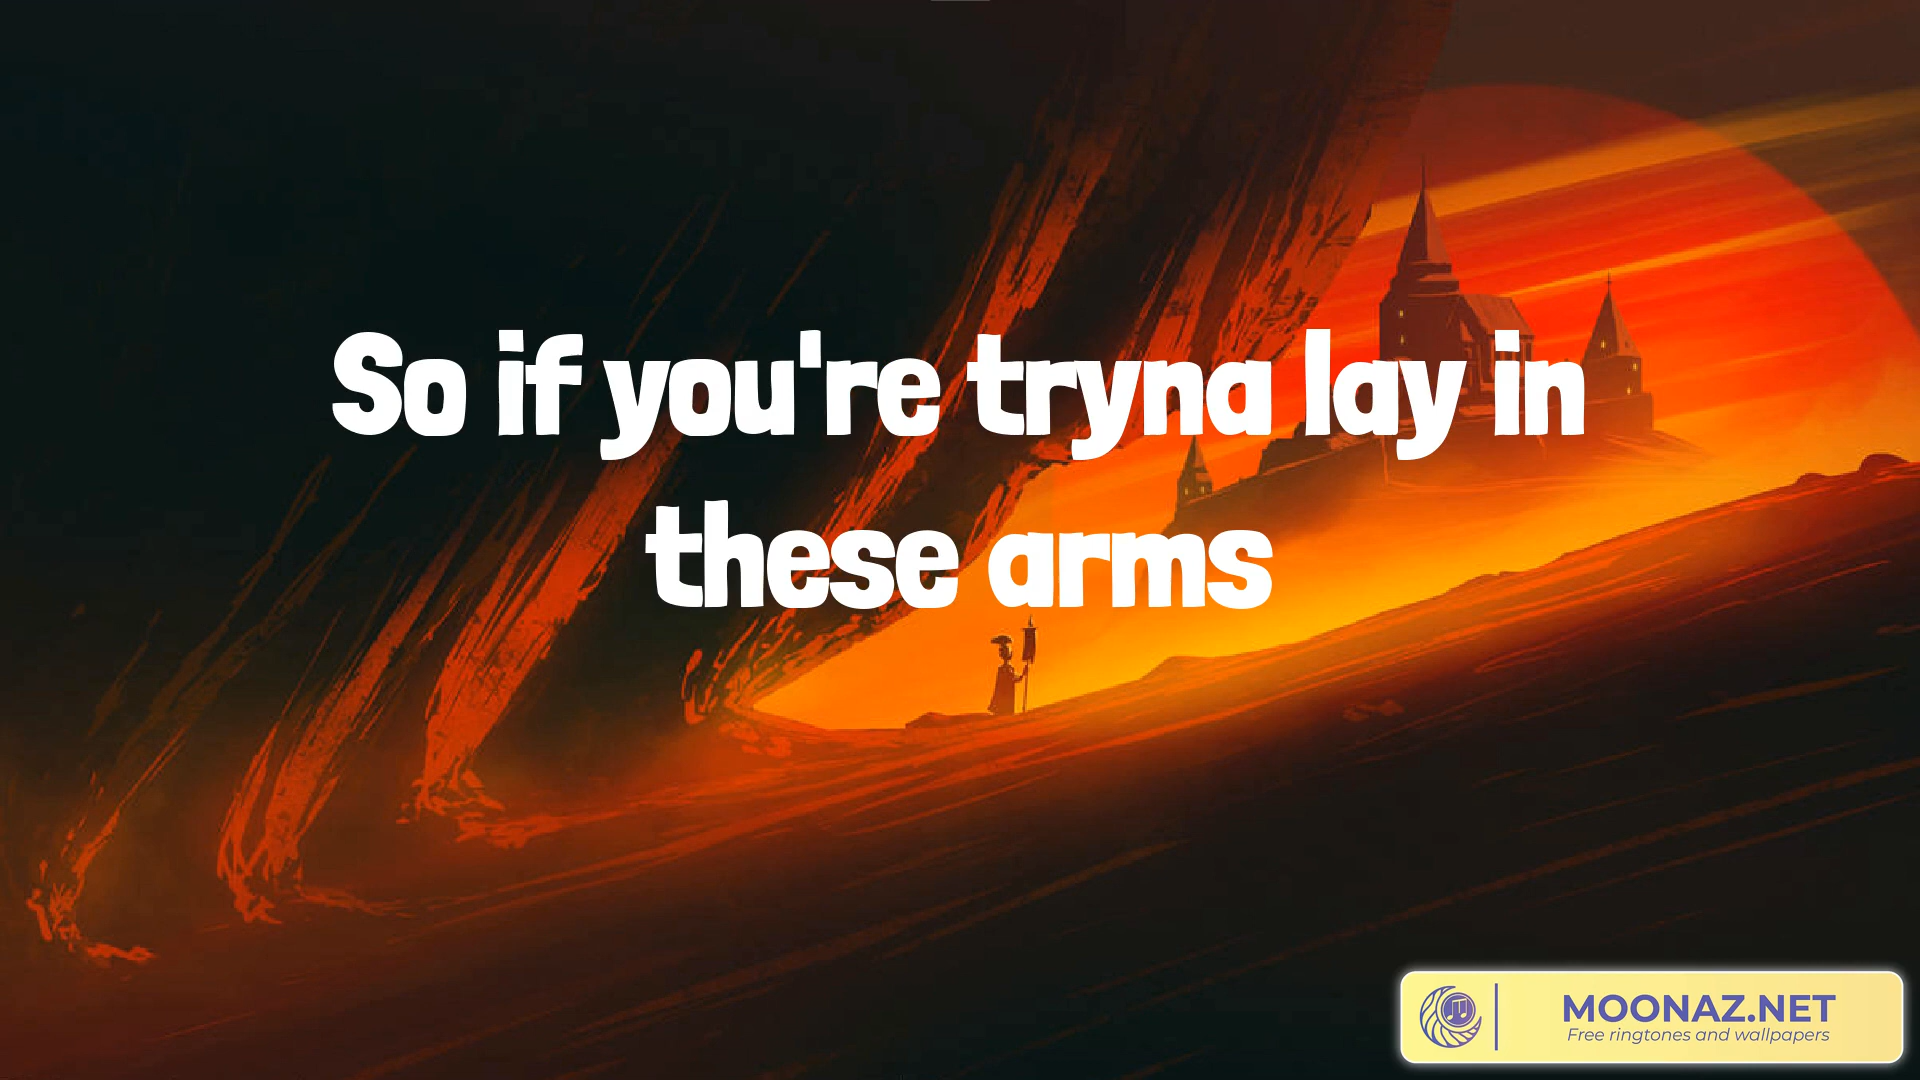 So if you're tryna lay in
these arms
MOONAZ.NET
Free ringtones and wallpapers